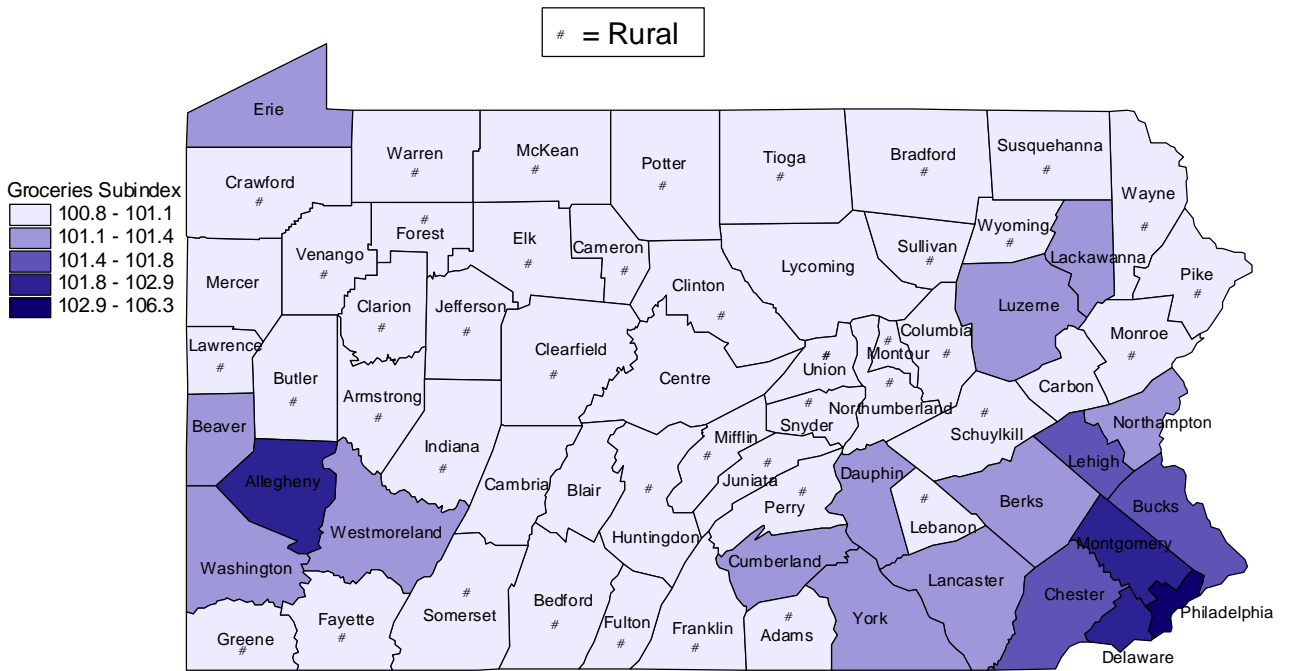 # = Rural
Erie
Warren
#
McKean
#
Potter
#
Tioga
#
Bradford
#
Susquehanna
#
Wayne
#
Crawford
#
Groceries Subindex
100.8 - 101.1
101.1 - 101.4
101.4 - 101.8
101.8 - 102.9
102.9 - 106.3
Venango
#
#
Forest
Elk
#
Cameron
#
Sullivan
#
Wyoming
#
Lackawanna
Pike
#
Mercer
Clarion
#
Jefferson
#
Clinton
#
Lycoming
Columbia
#
Luzerne
Monroe
#
Lawrence
#
Butler
#
Armstrong
#
Clearfield
#
Centre
#
Union
#
Montour
#
Northumberland
Carbon
Beaver
#
Snyder
#
Schuylkill
Northampton
Allegheny
Indiana
#
Cambria
Blair
#
Huntingdon
Mifflin
#
#
Juniata
#
Perry
Dauphin
#
Lebanon
Berks
Lehigh
Bucks
Westmoreland
Washington
Cumberland
Lancaster
Montgomery
Chester
Philadelphia
Delaware
Greene
#
Fayette
#
#
Somerset
Bedford
#
Fulton
#
Franklin
#
#
Adams
York